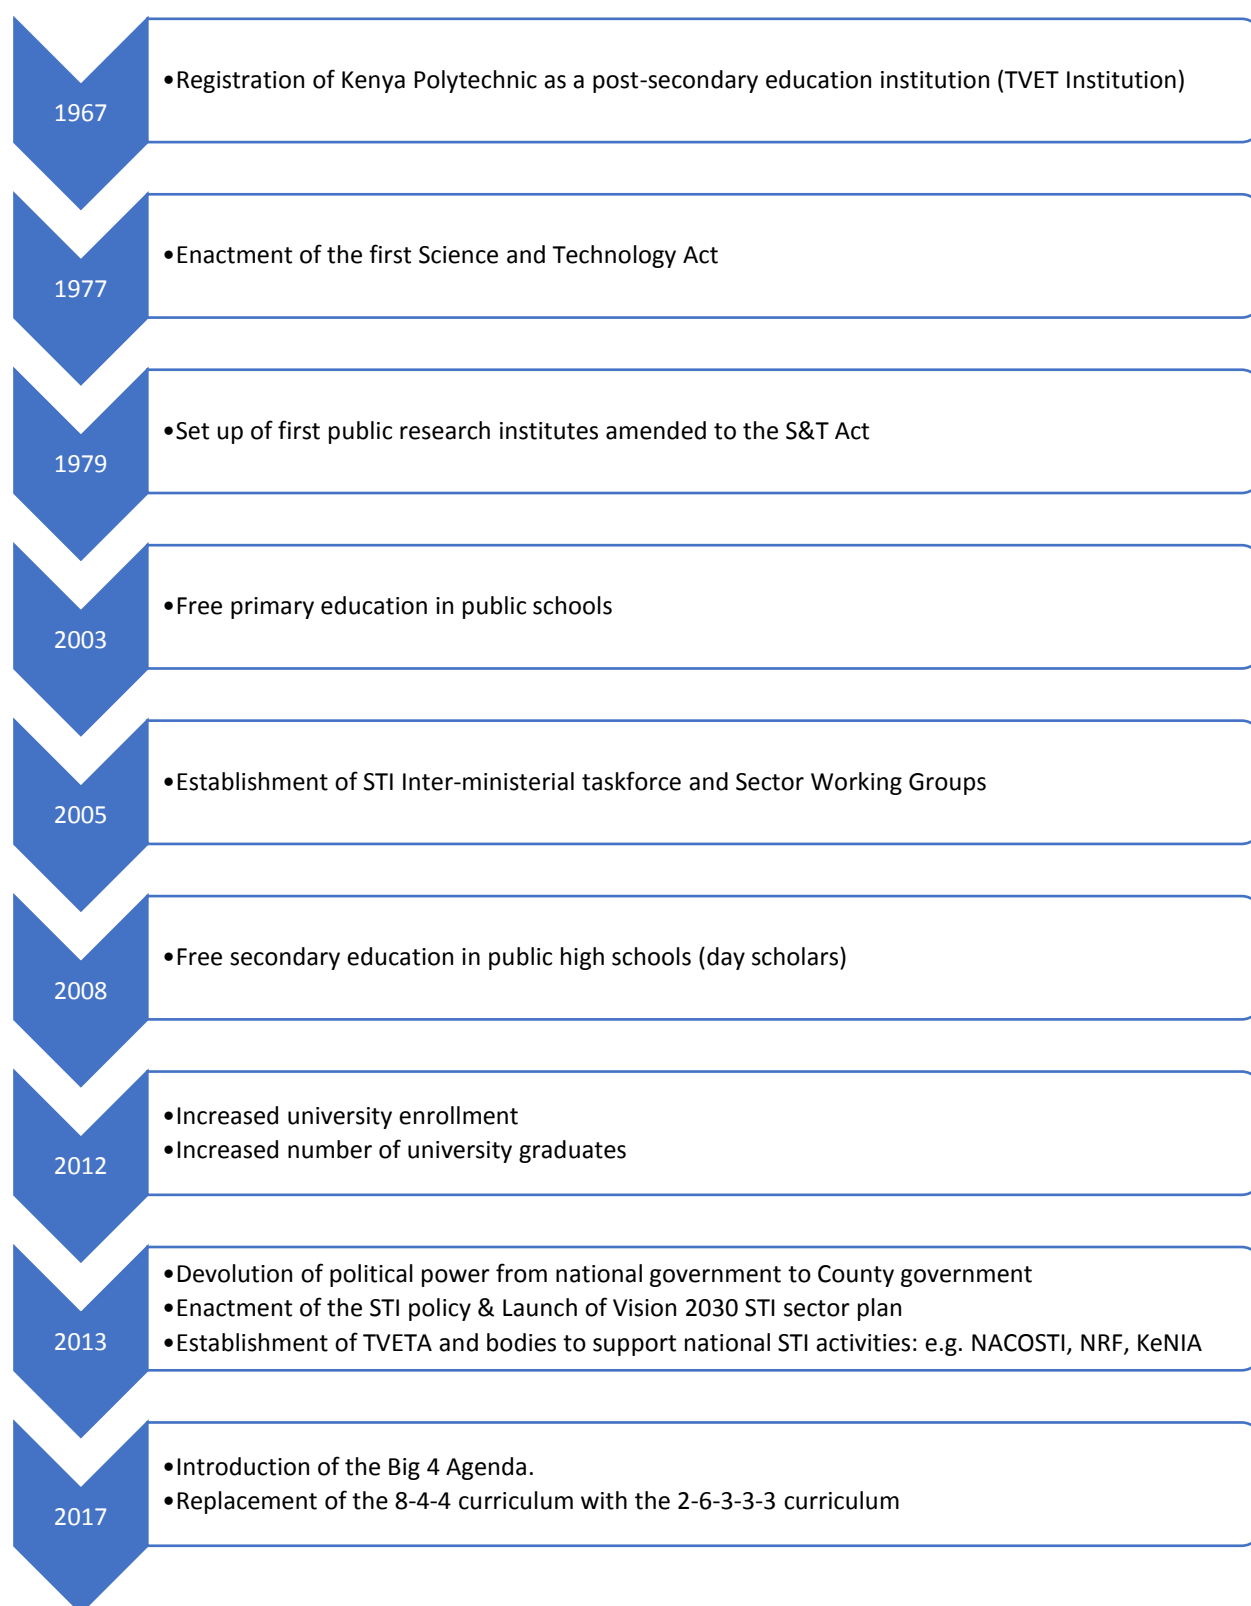 1967
•Registration of Kenya Polytechnic as a post-secondary education institution (TVET Institution)
1977
•Enactment of the first Science and Technology Act
1979
•Set up of first public research institutes amended to the S&T Act
2003
•Free primary education in public schools
2005
•Establishment of STI Inter-ministerial taskforce and Sector Working Groups
2008
•Free secondary education in public high schools (day scholars)
2012
•Increased university enrollment
•Increased number of university graduates
2013
•Devolution of political power from national government to County government
•Enactment of the STI policy & Launch of Vision 2030 STI sector plan
•Establishment of TVETA and bodies to support national STI activities: e.g. NACOSTI, NRF, KeNIA
2017
•Introduction of the Big 4 Agenda.
•Replacement of the 8-4-4 curriculum with the 2-6-3-3-3 curriculum